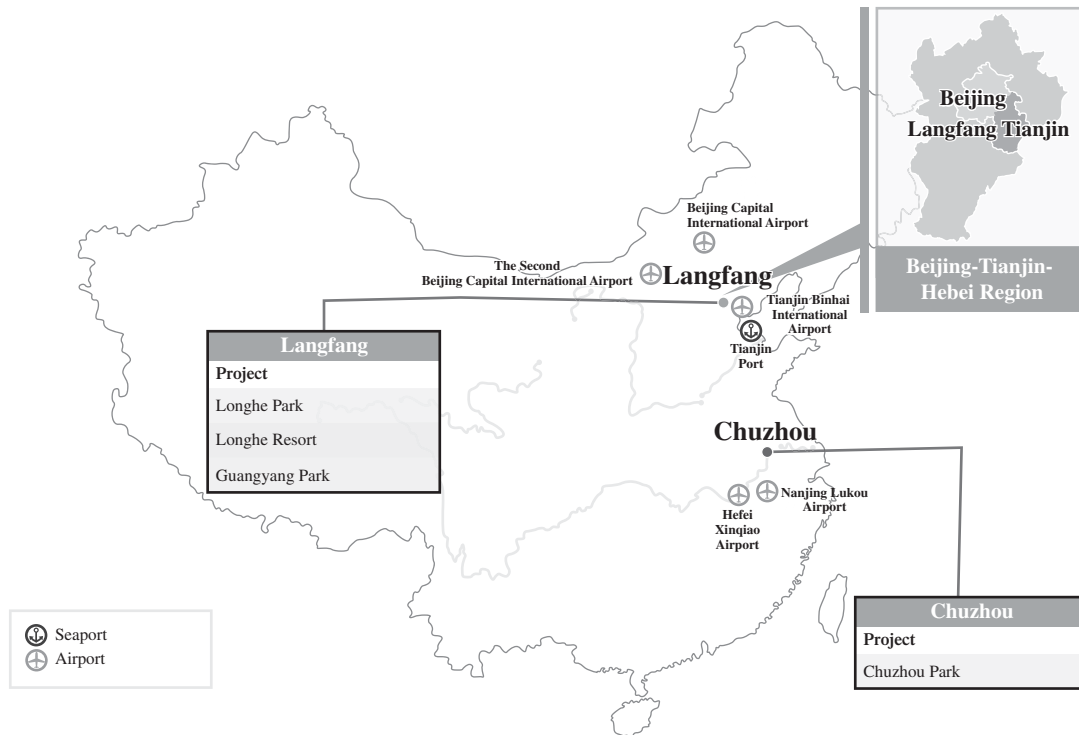 Beijing
Langfang Tianjin
Beijing-Tianjin-
Hebei Region
Beijing Capital
International Airport
The Second
Beijing Capital International Airport
Langfang
Tianjin Binhai
International
Airport
Tianjin
Port
Langfang
Project
Longhe Park
Longhe Resort
Guangyang Park
Chuzhou
Nanjing Lukou
Airport
Hefei
Xinqiao
Airport
Seaport
Airport
Chuzhou
Project
Chuzhou Park